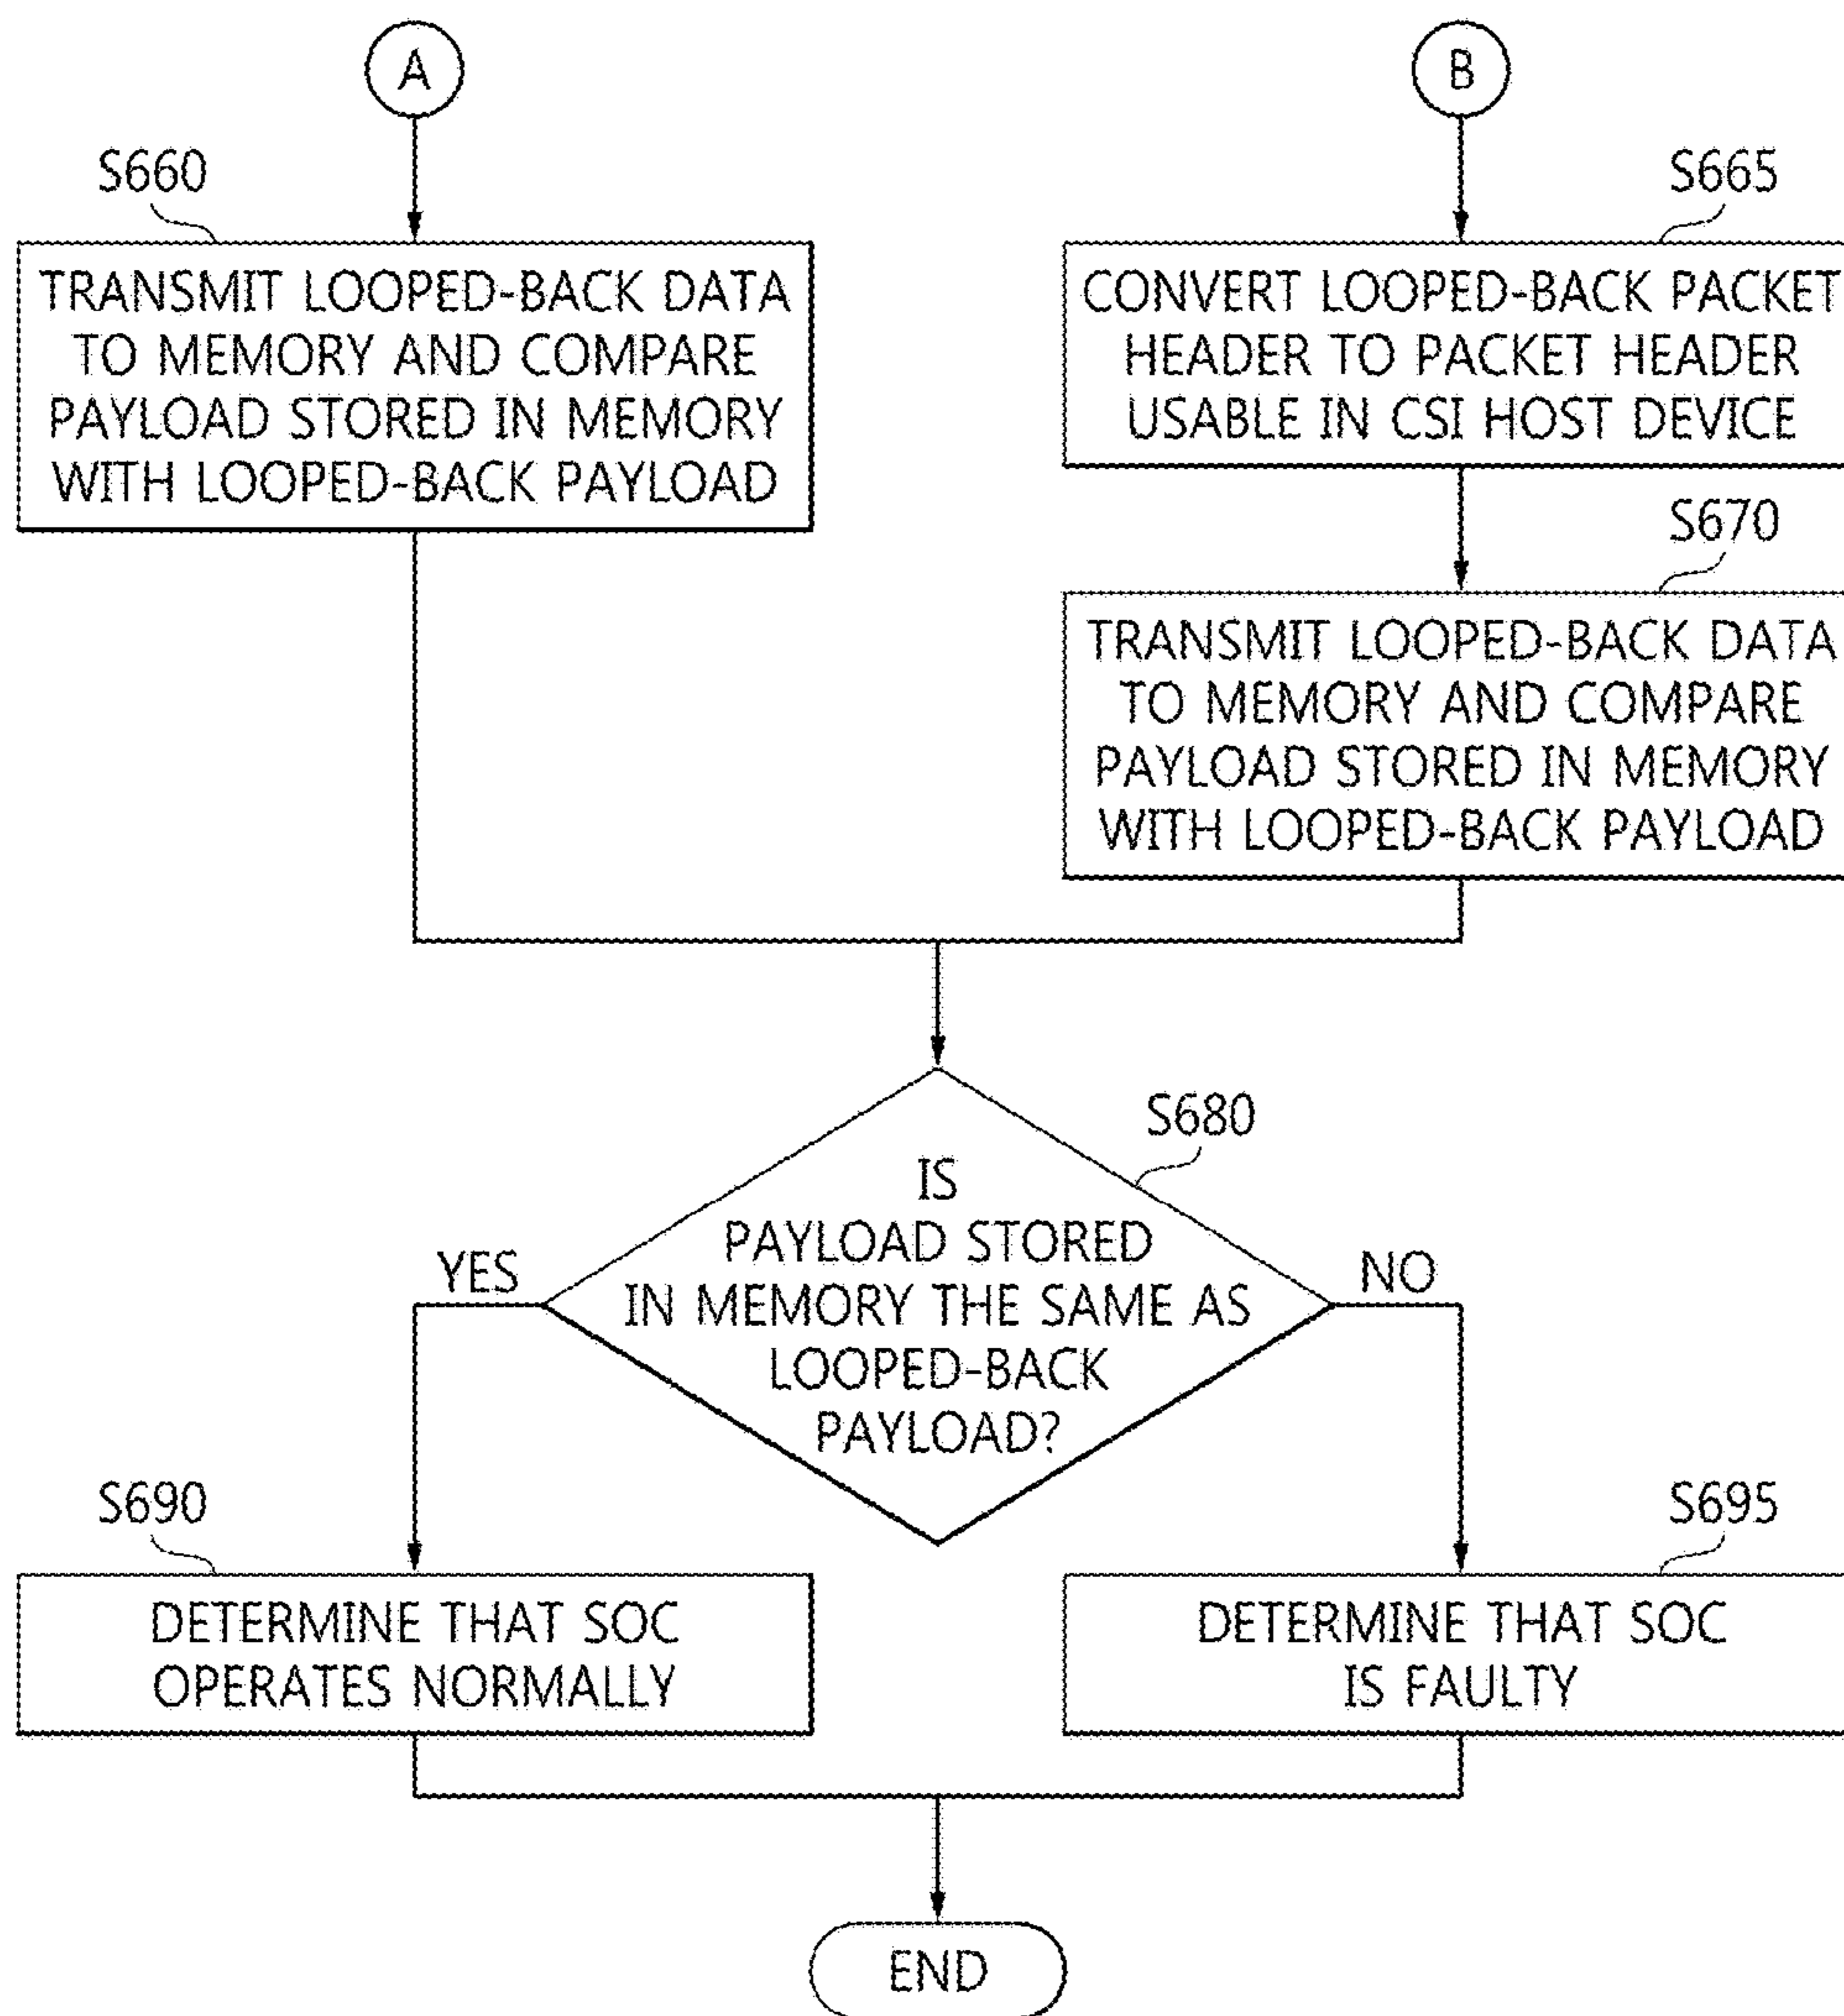 A
B
S660
S665
TRANSMIT LOOPED-BACK DATA
TO MEMORY AND COMPARE
PAYLOAD STORED IN MEMORY
WITH LOOPED-BACK PAYLOAD
CONVERT LOOPED-BACK PACKET
HEADER TO PACKET HEADER
USABLE IN CSI HOST DEVICE
S670
TRANSMIT LOOPED-BACK DATA
TO MEMORY AND COMPARE
PAYLOAD STORED IN MEMORY
WITH LOOPED-BACK PAYLOAD
S680
IS
PAYLOAD STORED
IN MEMORY THE SAME AS
LOOPED-BACK
PAYLOAD?
YES
NO
S690
S695
DETERMINE THAT SOC
OPERATES NORMALLY
DETERMINE THAT SOC
IS FAULTY
END